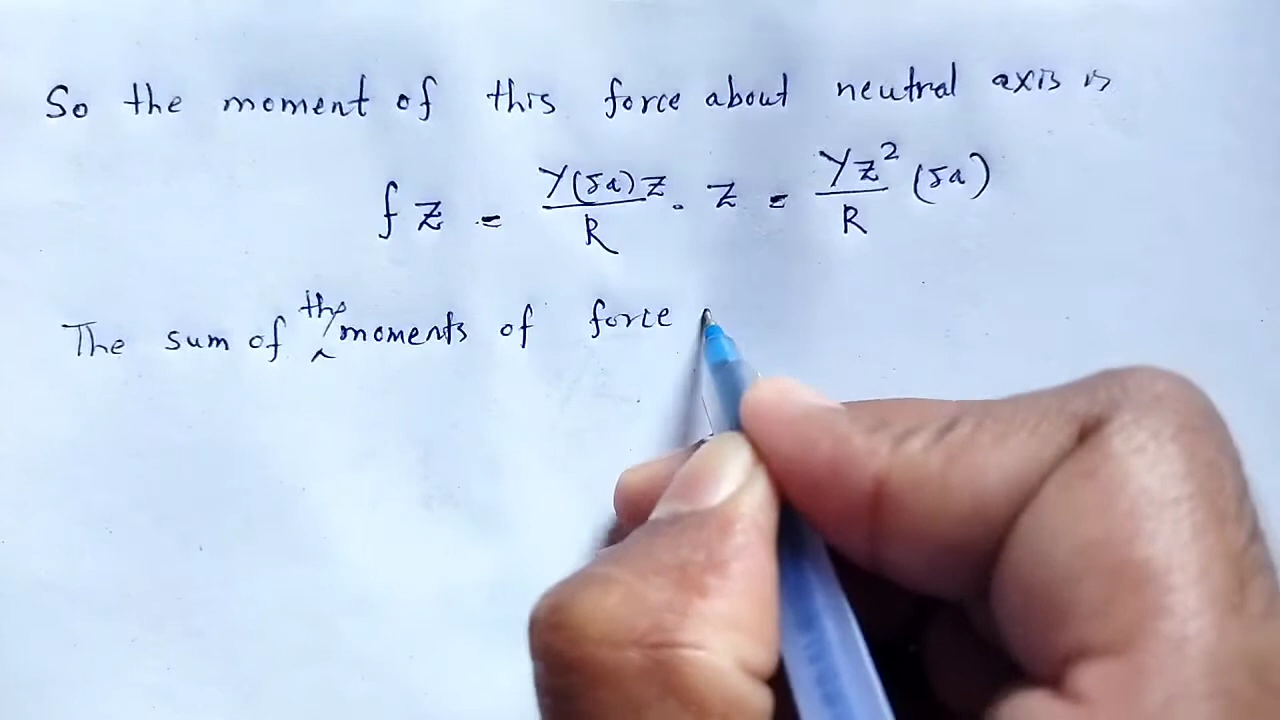 So the moment of this force about neutral axis is
f z = Y(δa)z/R . z = Yz²/R (δa)
The sum of the moments of force